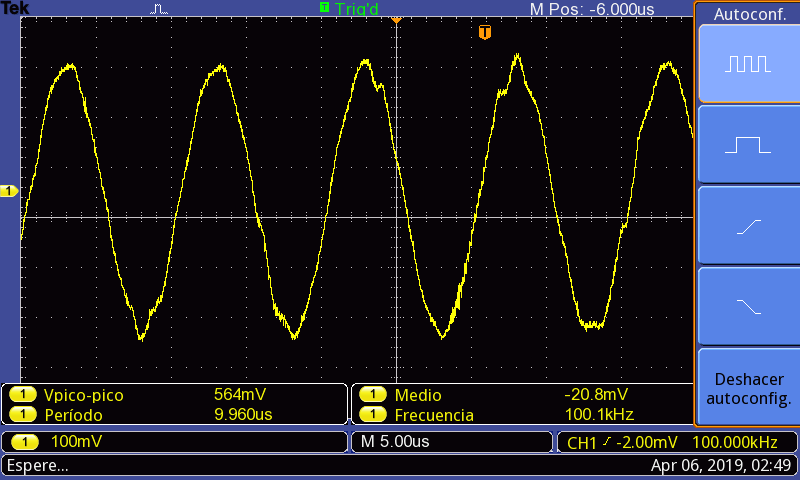 Tek
T Trig'd
M Pos: -6.000us
Autoconf.
T
1
1 Vpico-pico 564mV
1 Período 9.960us
1 Medio -20.8mV
1 Frecuencia 100.1kHz
Deshacer
autoconfig.
1 100mV
M 5.00us
CH1 -2.00mV 100.000kHz
Espere...
Apr 06, 2019, 02:49